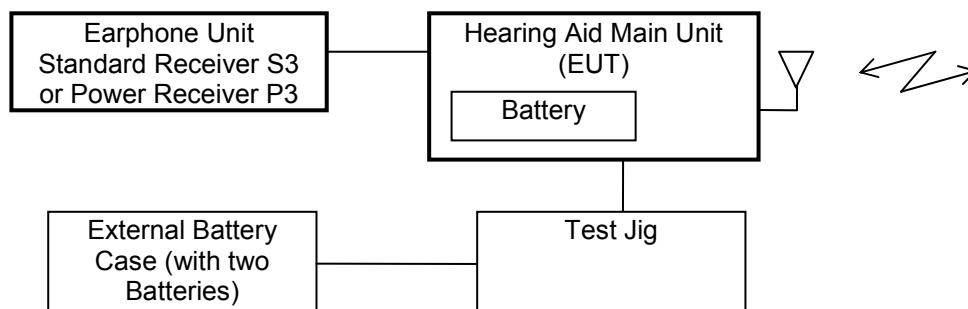 Earphone Unit
Standard Receiver S3
or Power Receiver P3
Hearing Aid Main Unit
(EUT)
Battery
External Battery
Case (with two
Batteries)
Test Jig